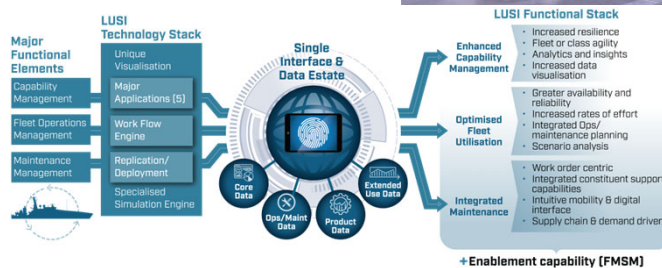 Major
Functional
Elements
Capability
Management
Fleet Operations
Management
Maintenance
Management
LUSI
Technology Stack
Unique
Visualisation
Major
Applications (5)
Work Flow
Engine
Replication/
Deployment
Specialised
Simulation Engine
Single
Interface &
Data Estate
Core
Data
Ops/Maint
Data
Product
Data
Extended
Use Data
LUSI Functional Stack
Enhanced
Capability
Management
• Increased resilience
• Fleet or class agility
• Analytics and insights
• Increased data
visualisation
Optimised
Fleet
Utilisation
• Greater availability and
reliability
• Increased rates of effort
• Integrated Ops/
maintenance planning
• Scenario analysis
Integrated
Maintenance
• Work order centric
• Integrated constituent support
capabilities
• Intuitive mobility & digital
interface
• Supply chain & demand driven
+Enablement capability (FMSM)